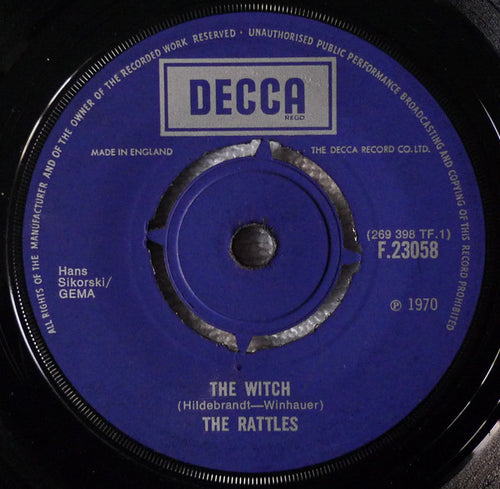 ALL RIGHTS OF THE MANUFACTURER AND OF THE OWNER OF THE RECORDED WORK RESERVED · UNAUTHORISED PUBLIC PERFORMANCE BROADCASTING AND COPYING OF THIS RECORD PROHIBITED
DECCA
REGD
MADE IN ENGLAND
THE DECCA RECORD CO. LTD.
(269 398 TF.1)
F.23058
Hans
Sikorski/
GEMA
℗ 1970
THE WITCH
(Hildebrandt—Winhauer)
THE RATTLES